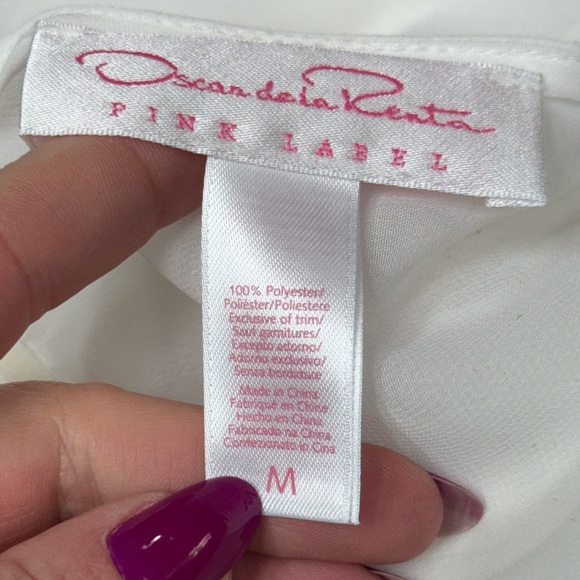 Oscar de la Renta
PINK LABEL
100% Polyester/
Poliéster/Poliestere
Exclusive of trim/
Sauf garnitures/
Excepto adorno/
Adorno exclusivo/
Senza bordature
Made in China
Fabriqué en Chine
Hecho en China
Fabricado na China
Confezionato in Cina
M